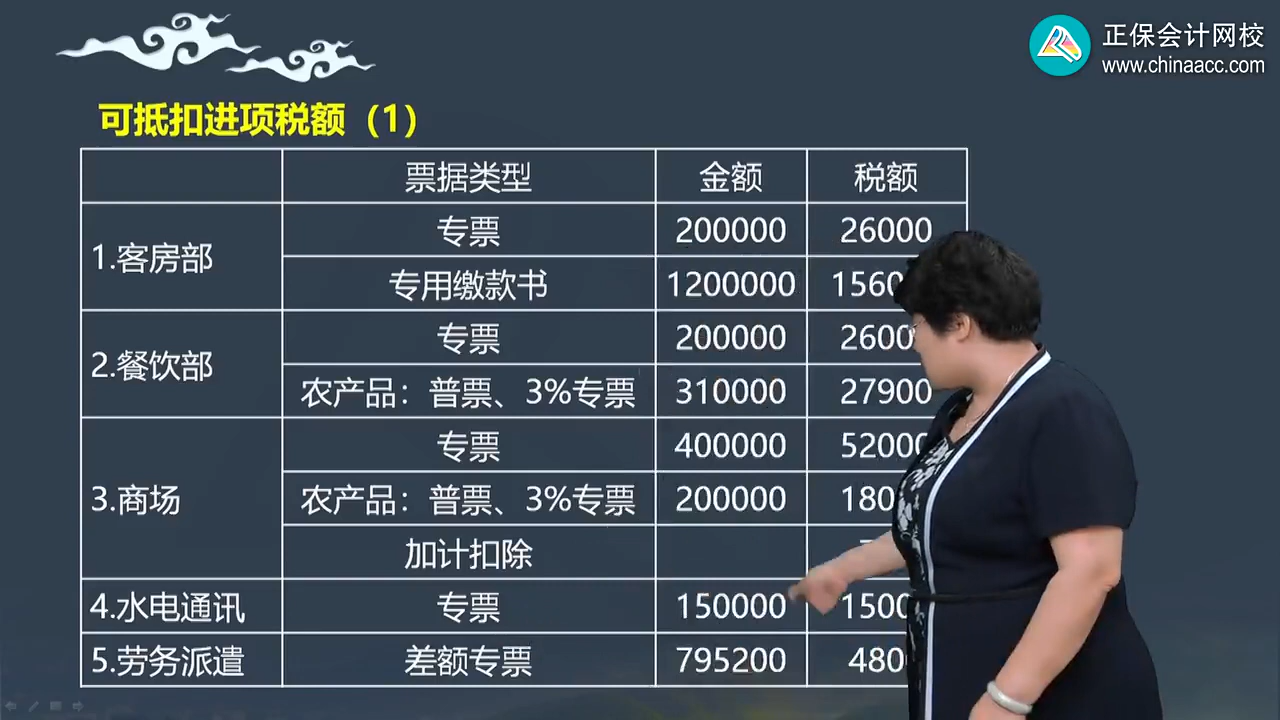 正保会计网校
www.chinaacc.com
可抵扣进项税额（1）
票据类型 金额 税额
1.客房部 专票 200000 26000
专用缴款书 1200000
2.餐饮部 专票 200000
农产品：普票、3%专票 310000 27900
3.商场 专票 400000 52000
农产品：普票、3%专票 200000
加计扣除
4.水电通讯 专票 150000
5.劳务派遣 差额专票 795200